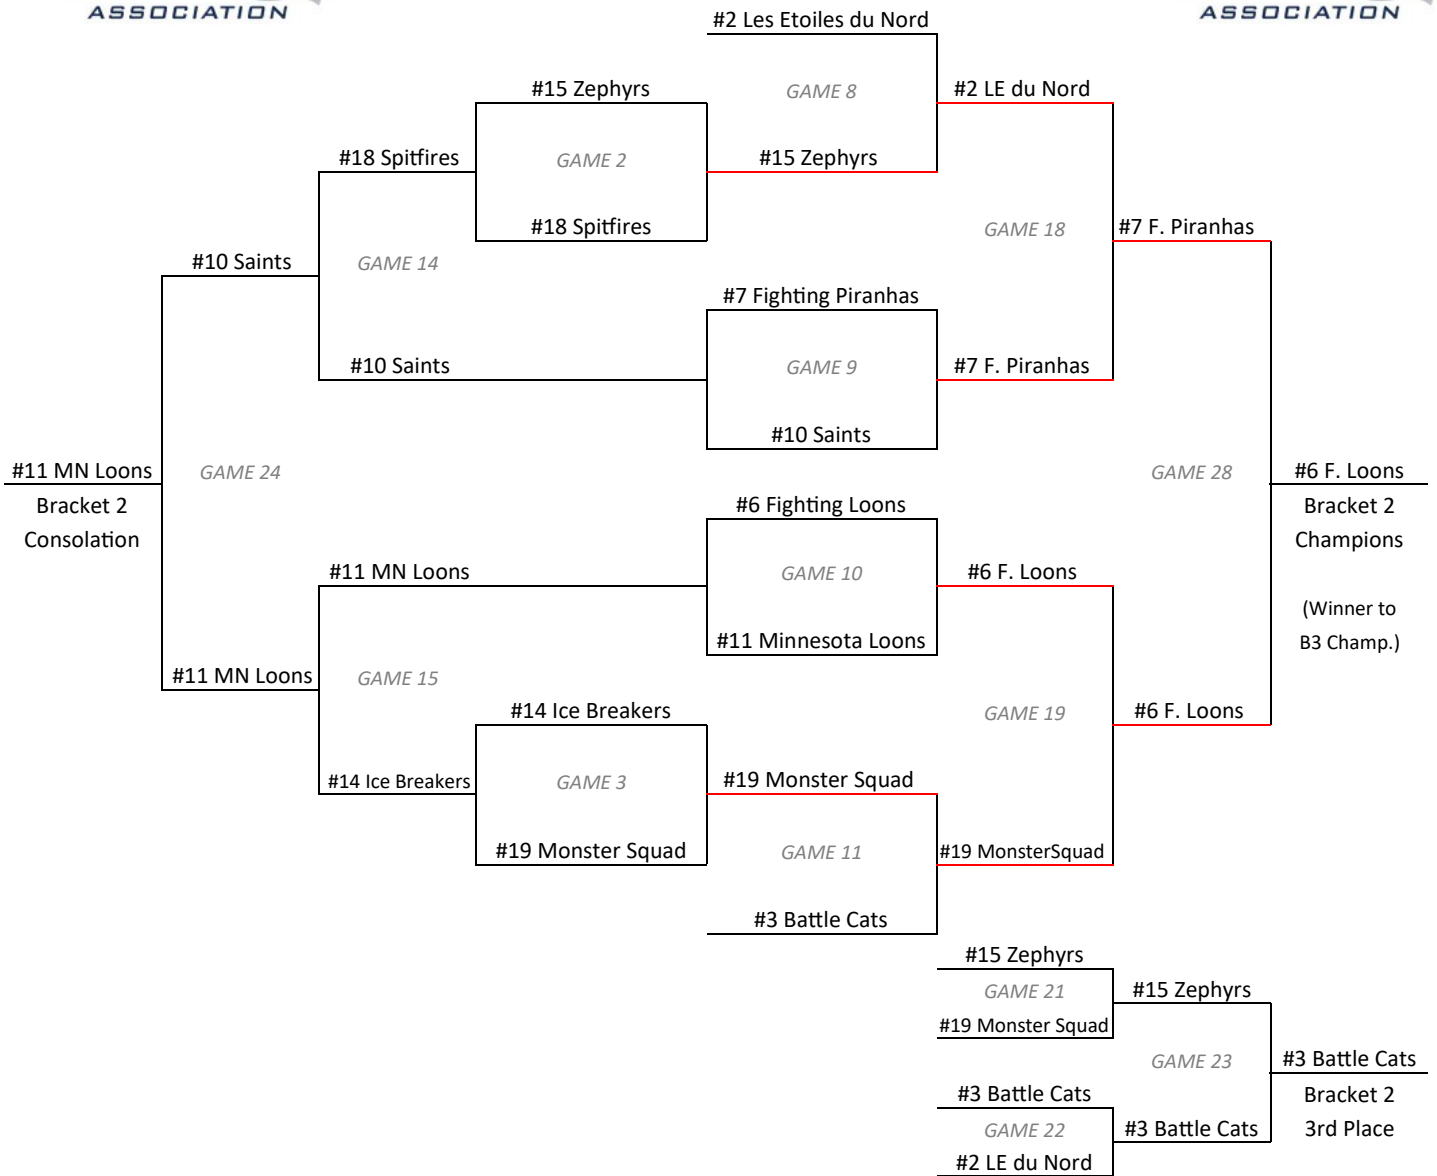 ASSOCIATION
ASSOCIATION
#2 Les Etoiles du Nord
#15 Zephyrs
GAME 8
#2 LE du Nord
#18 Spitfires
GAME 2
#15 Zephyrs
#18 Spitfires
GAME 18
#7 F. Piranhas
#10 Saints
GAME 14
#7 Fighting Piranhas
#10 Saints
GAME 9
#7 F. Piranhas
#10 Saints
#11 MN Loons
GAME 24
GAME 28
#6 F. Loons
Bracket 2
Consolation
#6 Fighting Loons
Bracket 2
Champions
#11 MN Loons
GAME 10
#6 F. Loons
(Winner to
B3 Champ.)
#11 Minnesota Loons
#11 MN Loons
GAME 15
#14 Ice Breakers
GAME 19
#6 F. Loons
#14 Ice Breakers
GAME 3
#19 Monster Squad
#19 Monster Squad
GAME 11
#19 MonsterSquad
#3 Battle Cats
#15 Zephyrs
GAME 21
#15 Zephyrs
#19 Monster Squad
GAME 23
#3 Battle Cats
#3 Battle Cats
Bracket 2
3rd Place
GAME 22
#3 Battle Cats
#2 LE du Nord